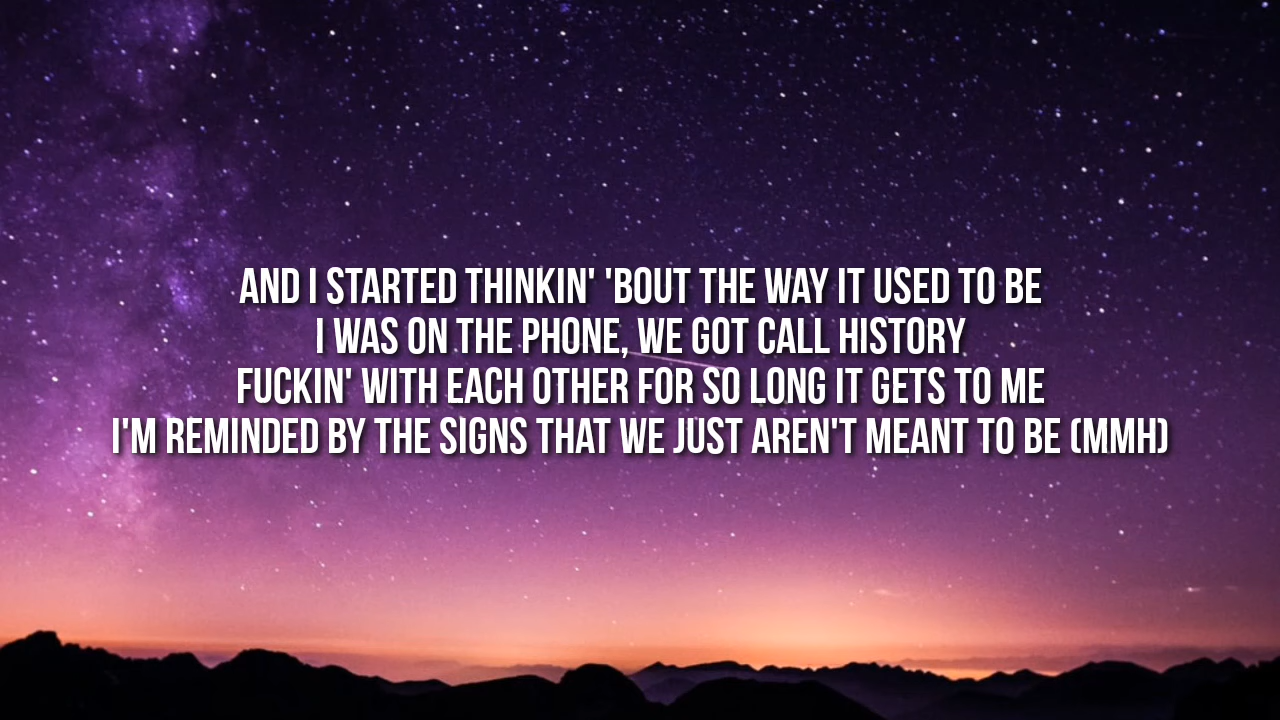 AND I STARTED THINKIN' 'BOUT THE WAY IT USED TO BE
I WAS ON THE PHONE, WE GOT CALL HISTORY
FUCKIN' WITH EACH OTHER FOR SO LONG IT GETS TO ME
I'M REMINDED BY THE SIGNS THAT WE JUST AREN'T MEANT TO BE (MMH)